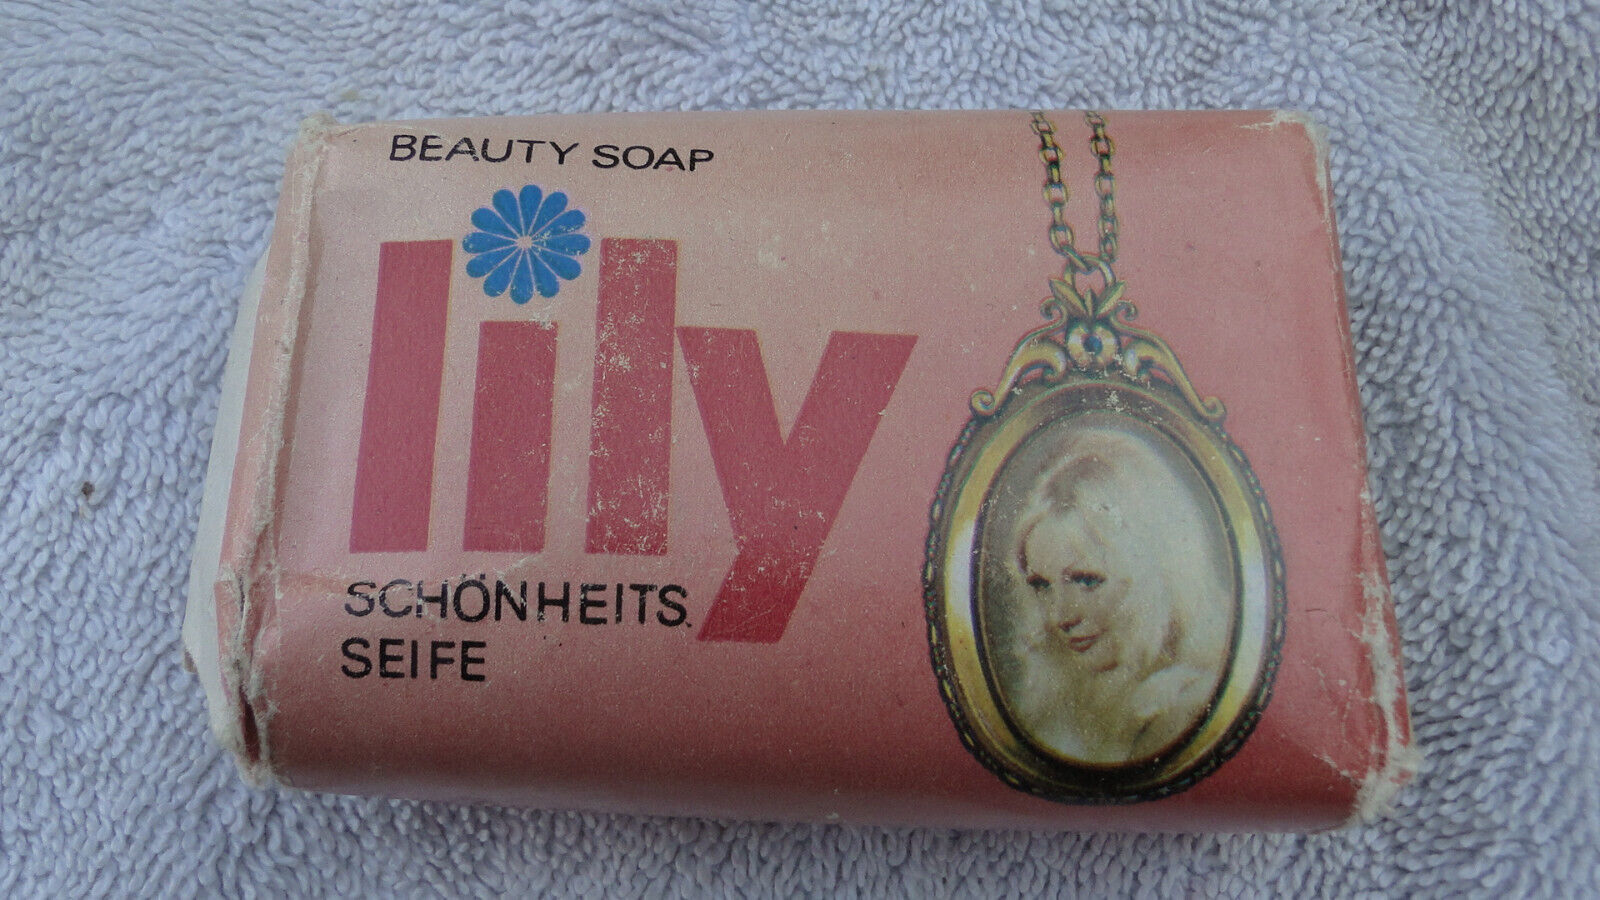 BEAUTY SOAP
lily
SCHÖNHEITS
SEIFE